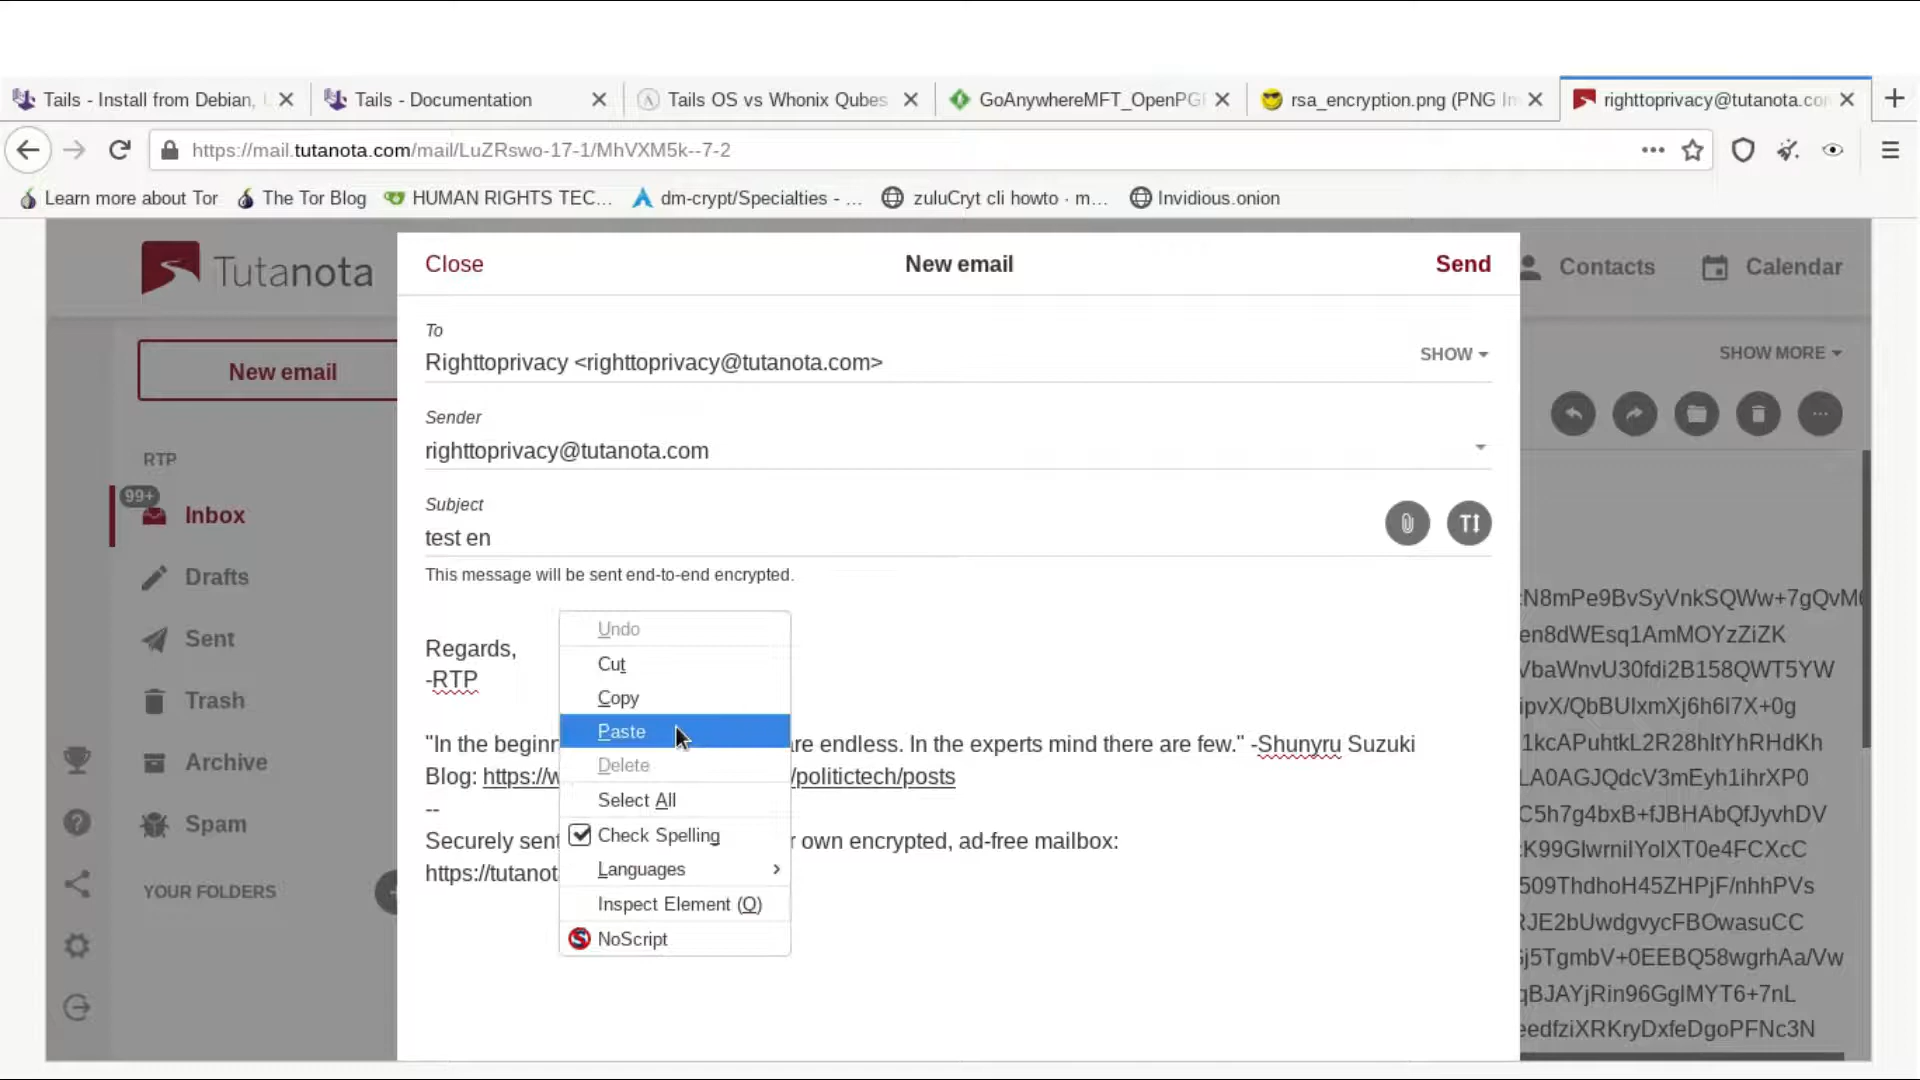 Tails - Install from Debian,
Tails - Documentation
Tails OS vs Whonix Qubes
GoAnywhereMFT_OpenPG
rsa_encryption.png (PNG Im
righttoprivacy@tutanota.co
https://mail.tutanota.com/mail/LuZRswo-17-1/MhVXM5k--7-2
Learn more about Tor
The Tor Blog
HUMAN RIGHTS TEC...
dm-crypt/Specialties - ...
zuluCryt cli howto · m...
Invidious.onion
Tutanota
Close
New email
Send
Contacts
Calendar
New email
To
Righttoprivacy <righttoprivacy@tutanota.com>
SHOW
SHOW MORE
Sender
righttoprivacy@tutanota.com
RTP
99+
Inbox
Subject
test en
TI
This message will be sent end-to-end encrypted.
Drafts
Sent
Trash
Archive
Spam
YOUR FOLDERS
Regards,
-RTP
"In the beginn
are endless. In the experts mind there are few." -Shunyru Suzuki
Blog: https://w
/politictech/posts
--
Securely sent
r own encrypted, ad-free mailbox:
https://tutanot
Undo
Cut
Copy
Paste
Delete
Select All
Check Spelling
Languages
Inspect Element (Q)
NoScript
N8mPe9BvSyVnkSQWw+7gQvM
en8dWEsq1AmMOYzZiZK
VbaWnvU30fdi2B158QWT5YW
ipvX/QbBUIxmXj6h6l7X+0g
1kcAPuhtkL2R28hItYhRHdKh
LA0AGJQdcV3mEyh1ihrXP0
C5h7g4bxB+fJBHAbQfJyvhDV
K99GlwrnilYolXT0e4FCXcC
509ThdhoH45ZHPjF/nhhPVs
RJE2bUwdgvycFBOwasuCC
j5TgmbV+0EEBQ58wgrhAa/Vw
qBJAYjRin96GglMYT6+7nL
eedfziXRKryDxfeDgoPFNc3N